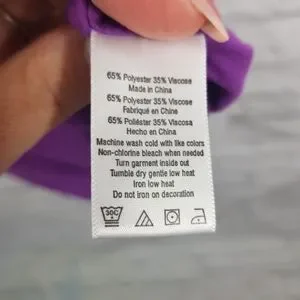 65% Polyester 35% Viscose
Made in China
65% Polyester 35% Viscose
Fabriqué en Chine
65% Poliéster 35% Viscosa
Hecho en China
Machine wash cold with like colors
Non-chlorine bleach when needed
Turn garment inside out
Tumble dry gentle low heat
Iron low heat
Do not iron on decoration
30C